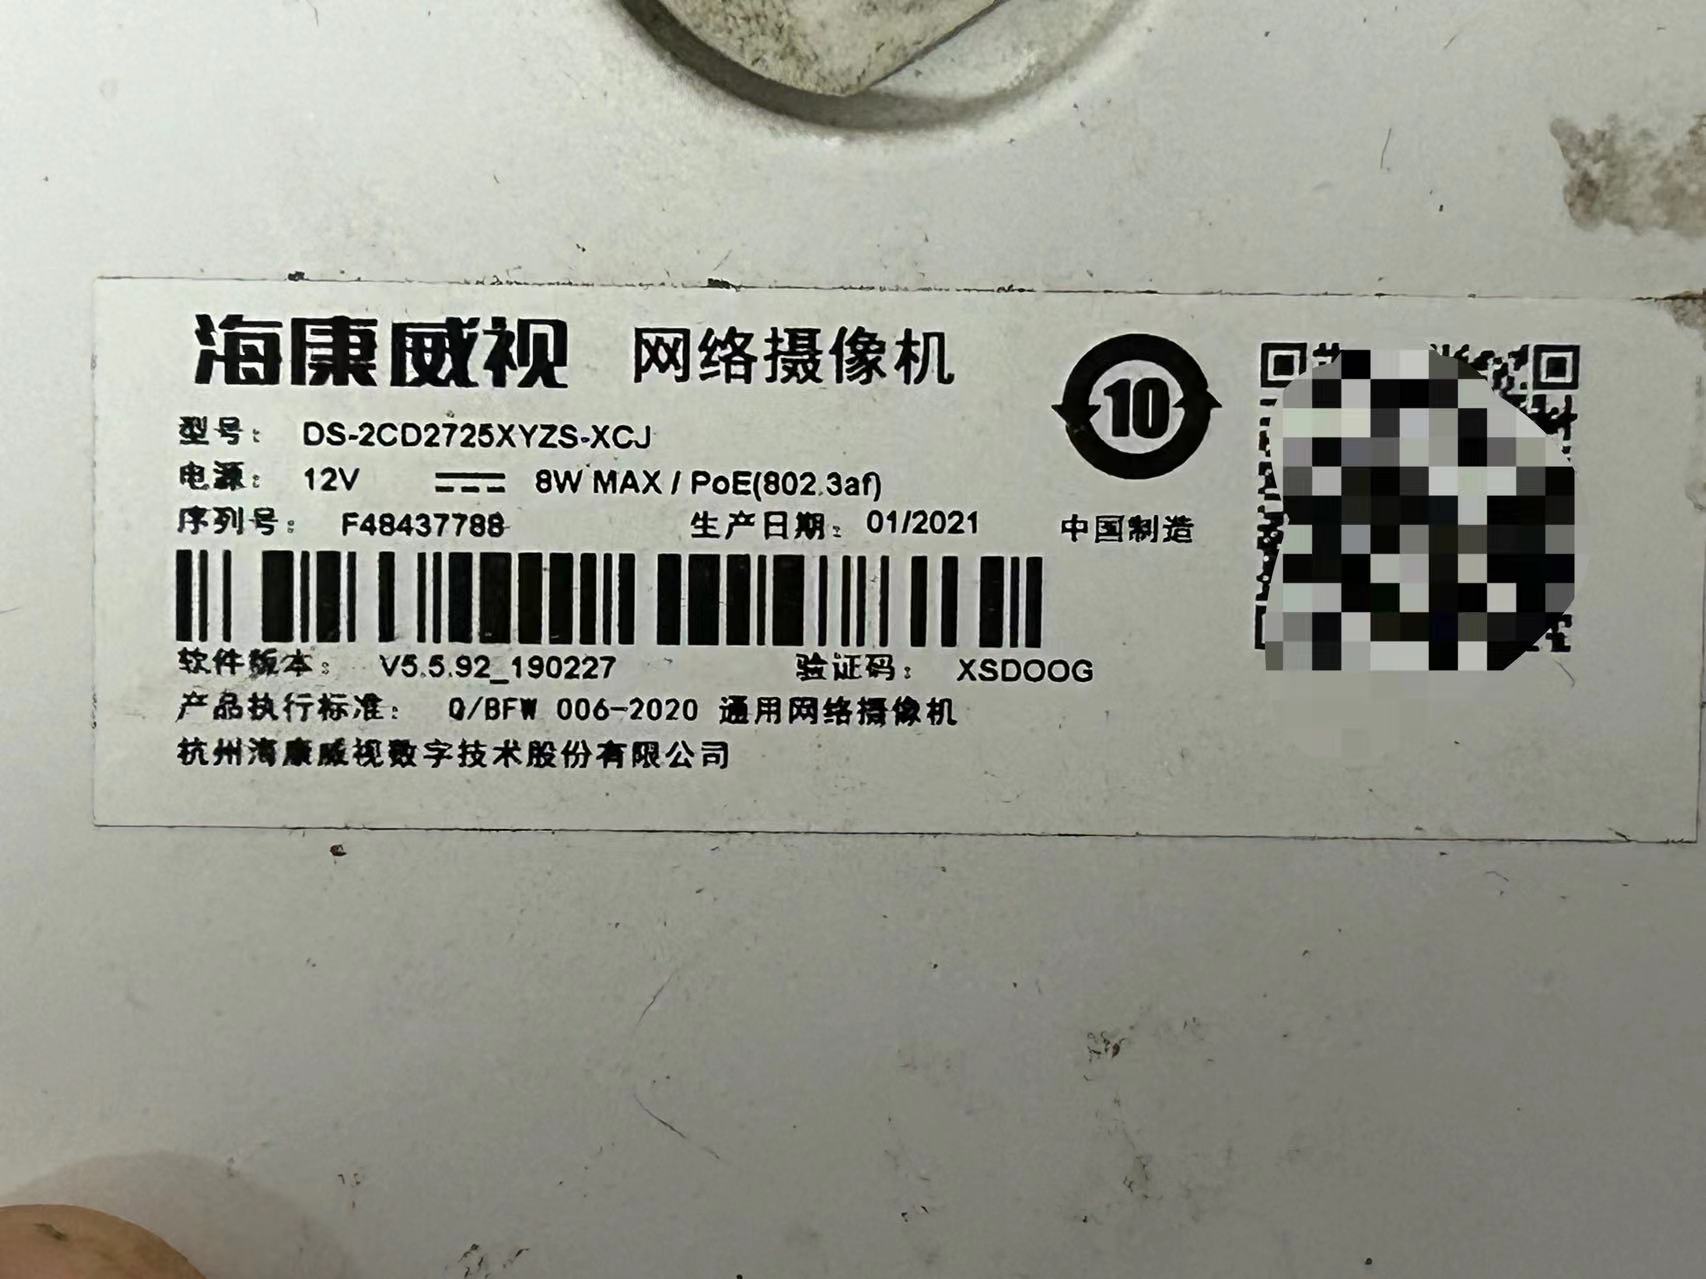 海康威视 网络摄像机
10
型号： DS-2CD2725XYZS-XCJ
电源： 12V 8W MAX / PoE(802.3af)
序列号： F48437788 生产日期： 01/2021 中国制造
软件版本： V5.5.92_190227 验证码： XSDOOG
产品执行标准： Q/BFW 006-2020 通用网络摄像机
杭州海康威视数字技术股份有限公司